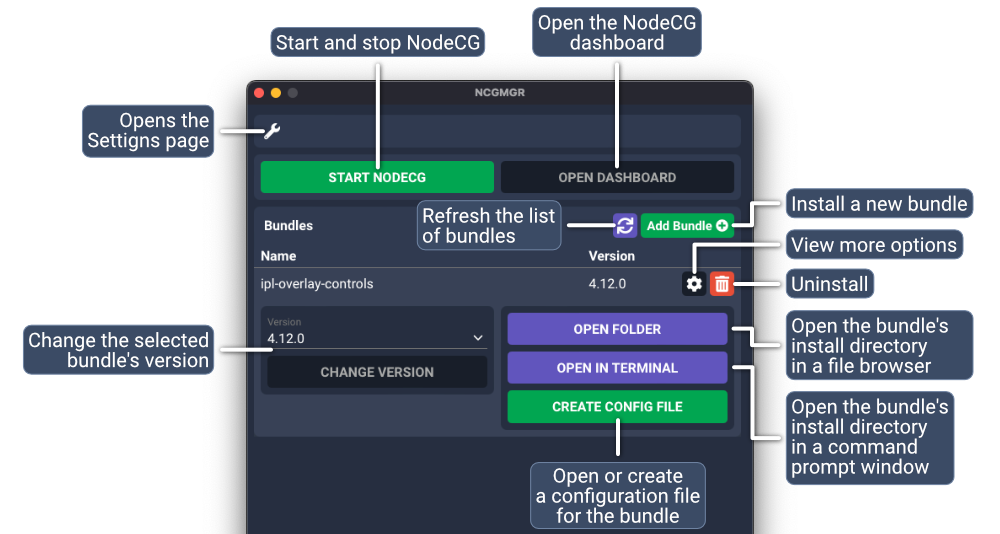 Start and stop NodeCG
Open the NodeCG
dashboard
NCGMGR
Opens the
Settigns page
START NODECG
OPEN DASHBOARD
Bundles
Refresh the list
of bundles
Add Bundle
Install a new bundle
View more options
Name
Version
ipl-overlay-controls
4.12.0
Uninstall
Change the selected
bundle's version
Version
4.12.0
CHANGE VERSION
OPEN FOLDER
OPEN IN TERMINAL
CREATE CONFIG FILE
Open the bundle's
install directory
in a file browser
Open the bundle's
install directory
in a command
prompt window
Open or create
a configuration file
for the bundle